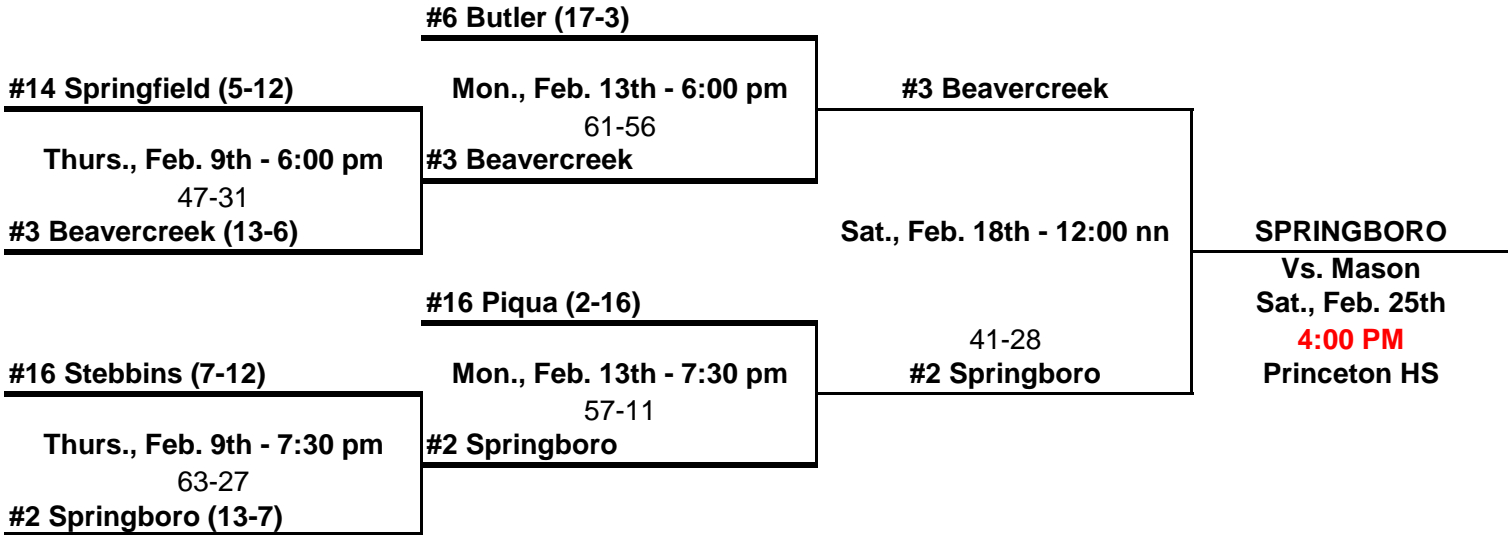 #6 Butler (17-3)
#14 Springfield (5-12)
Mon., Feb. 13th - 6:00 pm
#3 Beavercreek
61-56
Thurs., Feb. 9th - 6:00 pm
#3 Beavercreek
47-31
#3 Beavercreek (13-6)
Sat., Feb. 18th - 12:00 nn
SPRINGBORO
Vs. Mason
#16 Piqua (2-16)
Sat., Feb. 25th
41-28
4:00 PM
#16 Stebbins (7-12)
Mon., Feb. 13th - 7:30 pm
#2 Springboro
Princeton HS
57-11
Thurs., Feb. 9th - 7:30 pm
#2 Springboro
63-27
#2 Springboro (13-7)